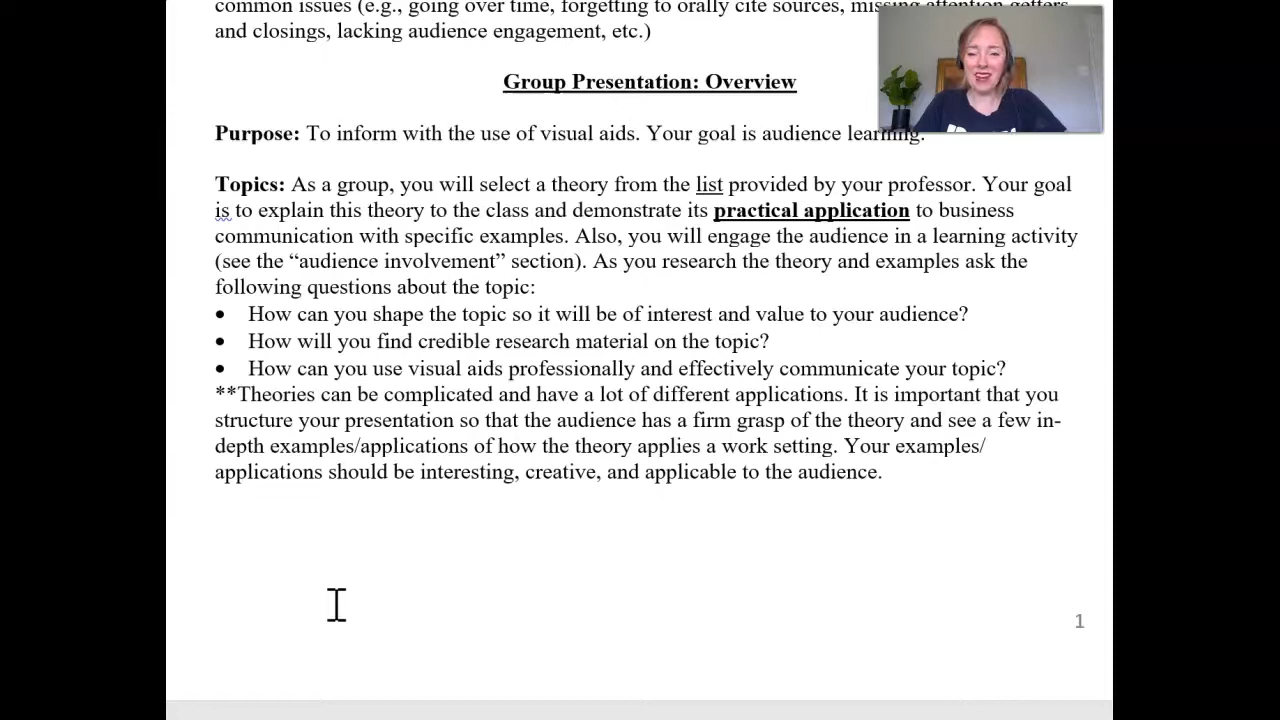 common issues (e.g., going over time, forgetting to orally cite sources, missing attention getters
and closings, lacking audience engagement, etc.)
Group Presentation: Overview
Purpose: To inform with the use of visual aids. Your goal is audience learning.
Topics: As a group, you will select a theory from the list provided by your professor. Your goal
is to explain this theory to the class and demonstrate its practical application to business
communication with specific examples. Also, you will engage the audience in a learning activity
(see the “audience involvement” section). As you research the theory and examples ask the
following questions about the topic:
• How can you shape the topic so it will be of interest and value to your audience?
• How will you find credible research material on the topic?
• How can you use visual aids professionally and effectively communicate your topic?
**Theories can be complicated and have a lot of different applications. It is important that you
structure your presentation so that the audience has a firm grasp of the theory and see a few in-
depth examples/applications of how the theory applies a work setting. Your examples/
applications should be interesting, creative, and applicable to the audience.
1